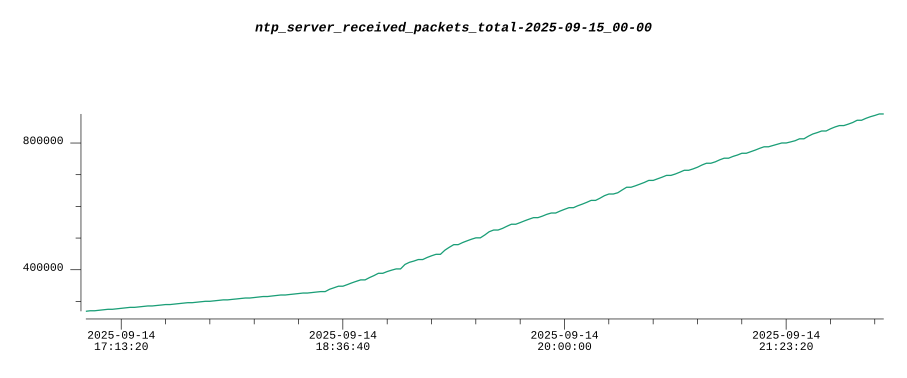 ntp_server_received_packets_total-2025-09-15_00-00
800000
400000
2025-09-14 2025-09-14 2025-09-14 2025-09-14
17:13:20 18:36:40 20:00:00 21:23:20